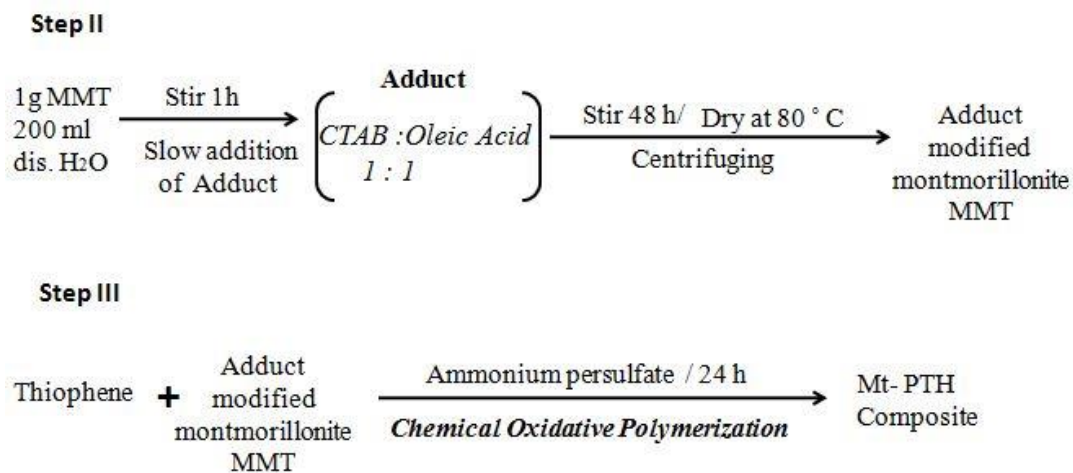 Step II
1g MMT
200 ml
dis. H2O
Stir 1h
Slow addition
of Adduct
Adduct
CTAB :Oleic Acid
1 : 1
Stir 48 h/ Dry at 80 ° C
Centrifuging
Adduct
modified
montmorillonite
MMT
Step III
Thiophene
+
Adduct
modified
montmorillonite
MMT
Ammonium persulfate / 24 h
Chemical Oxidative Polymerization
Mt- PTH
Composite